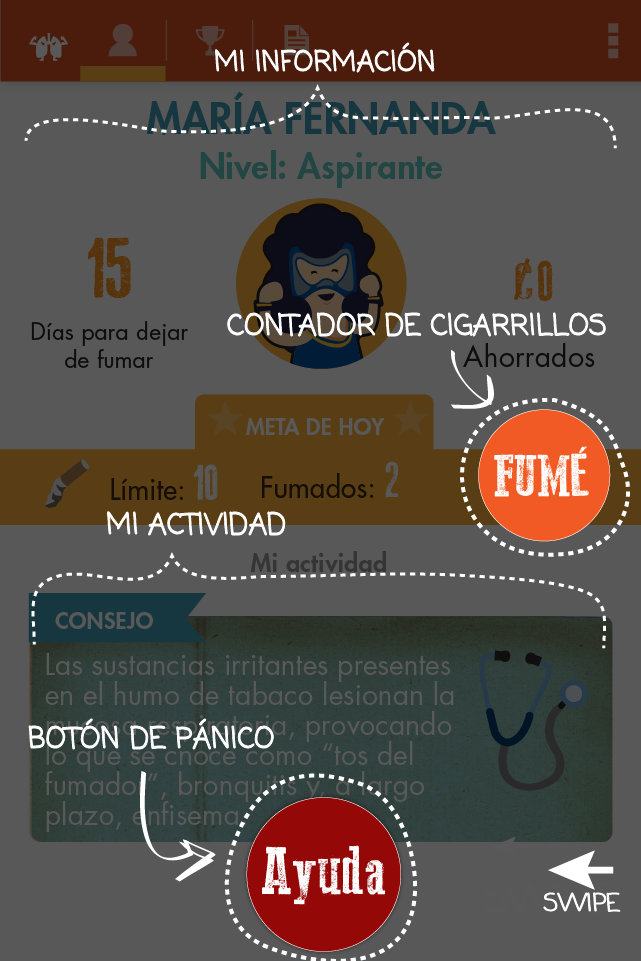 MI INFORMACIÓN
MARÍA FERNANDA
Nivel: Aspirante
15
Días para dejar
de fumar
₡0
Ahorrados
CONTADOR DE CIGARRILLOS
META DE HOY
Límite: 10
Fumados: 2
FUMÉ
MI ACTIVIDAD
Mi actividad
CONSEJO
Las sustancias irritantes presentes
en el humo de tabaco lesionan la
mucosa respiratoria, provocando
lo que se choce como “tos del
fumador”, bronquitis y, a largo
plazo, enfisema
BOTÓN DE PÁNICO
Ayuda
SWIPE